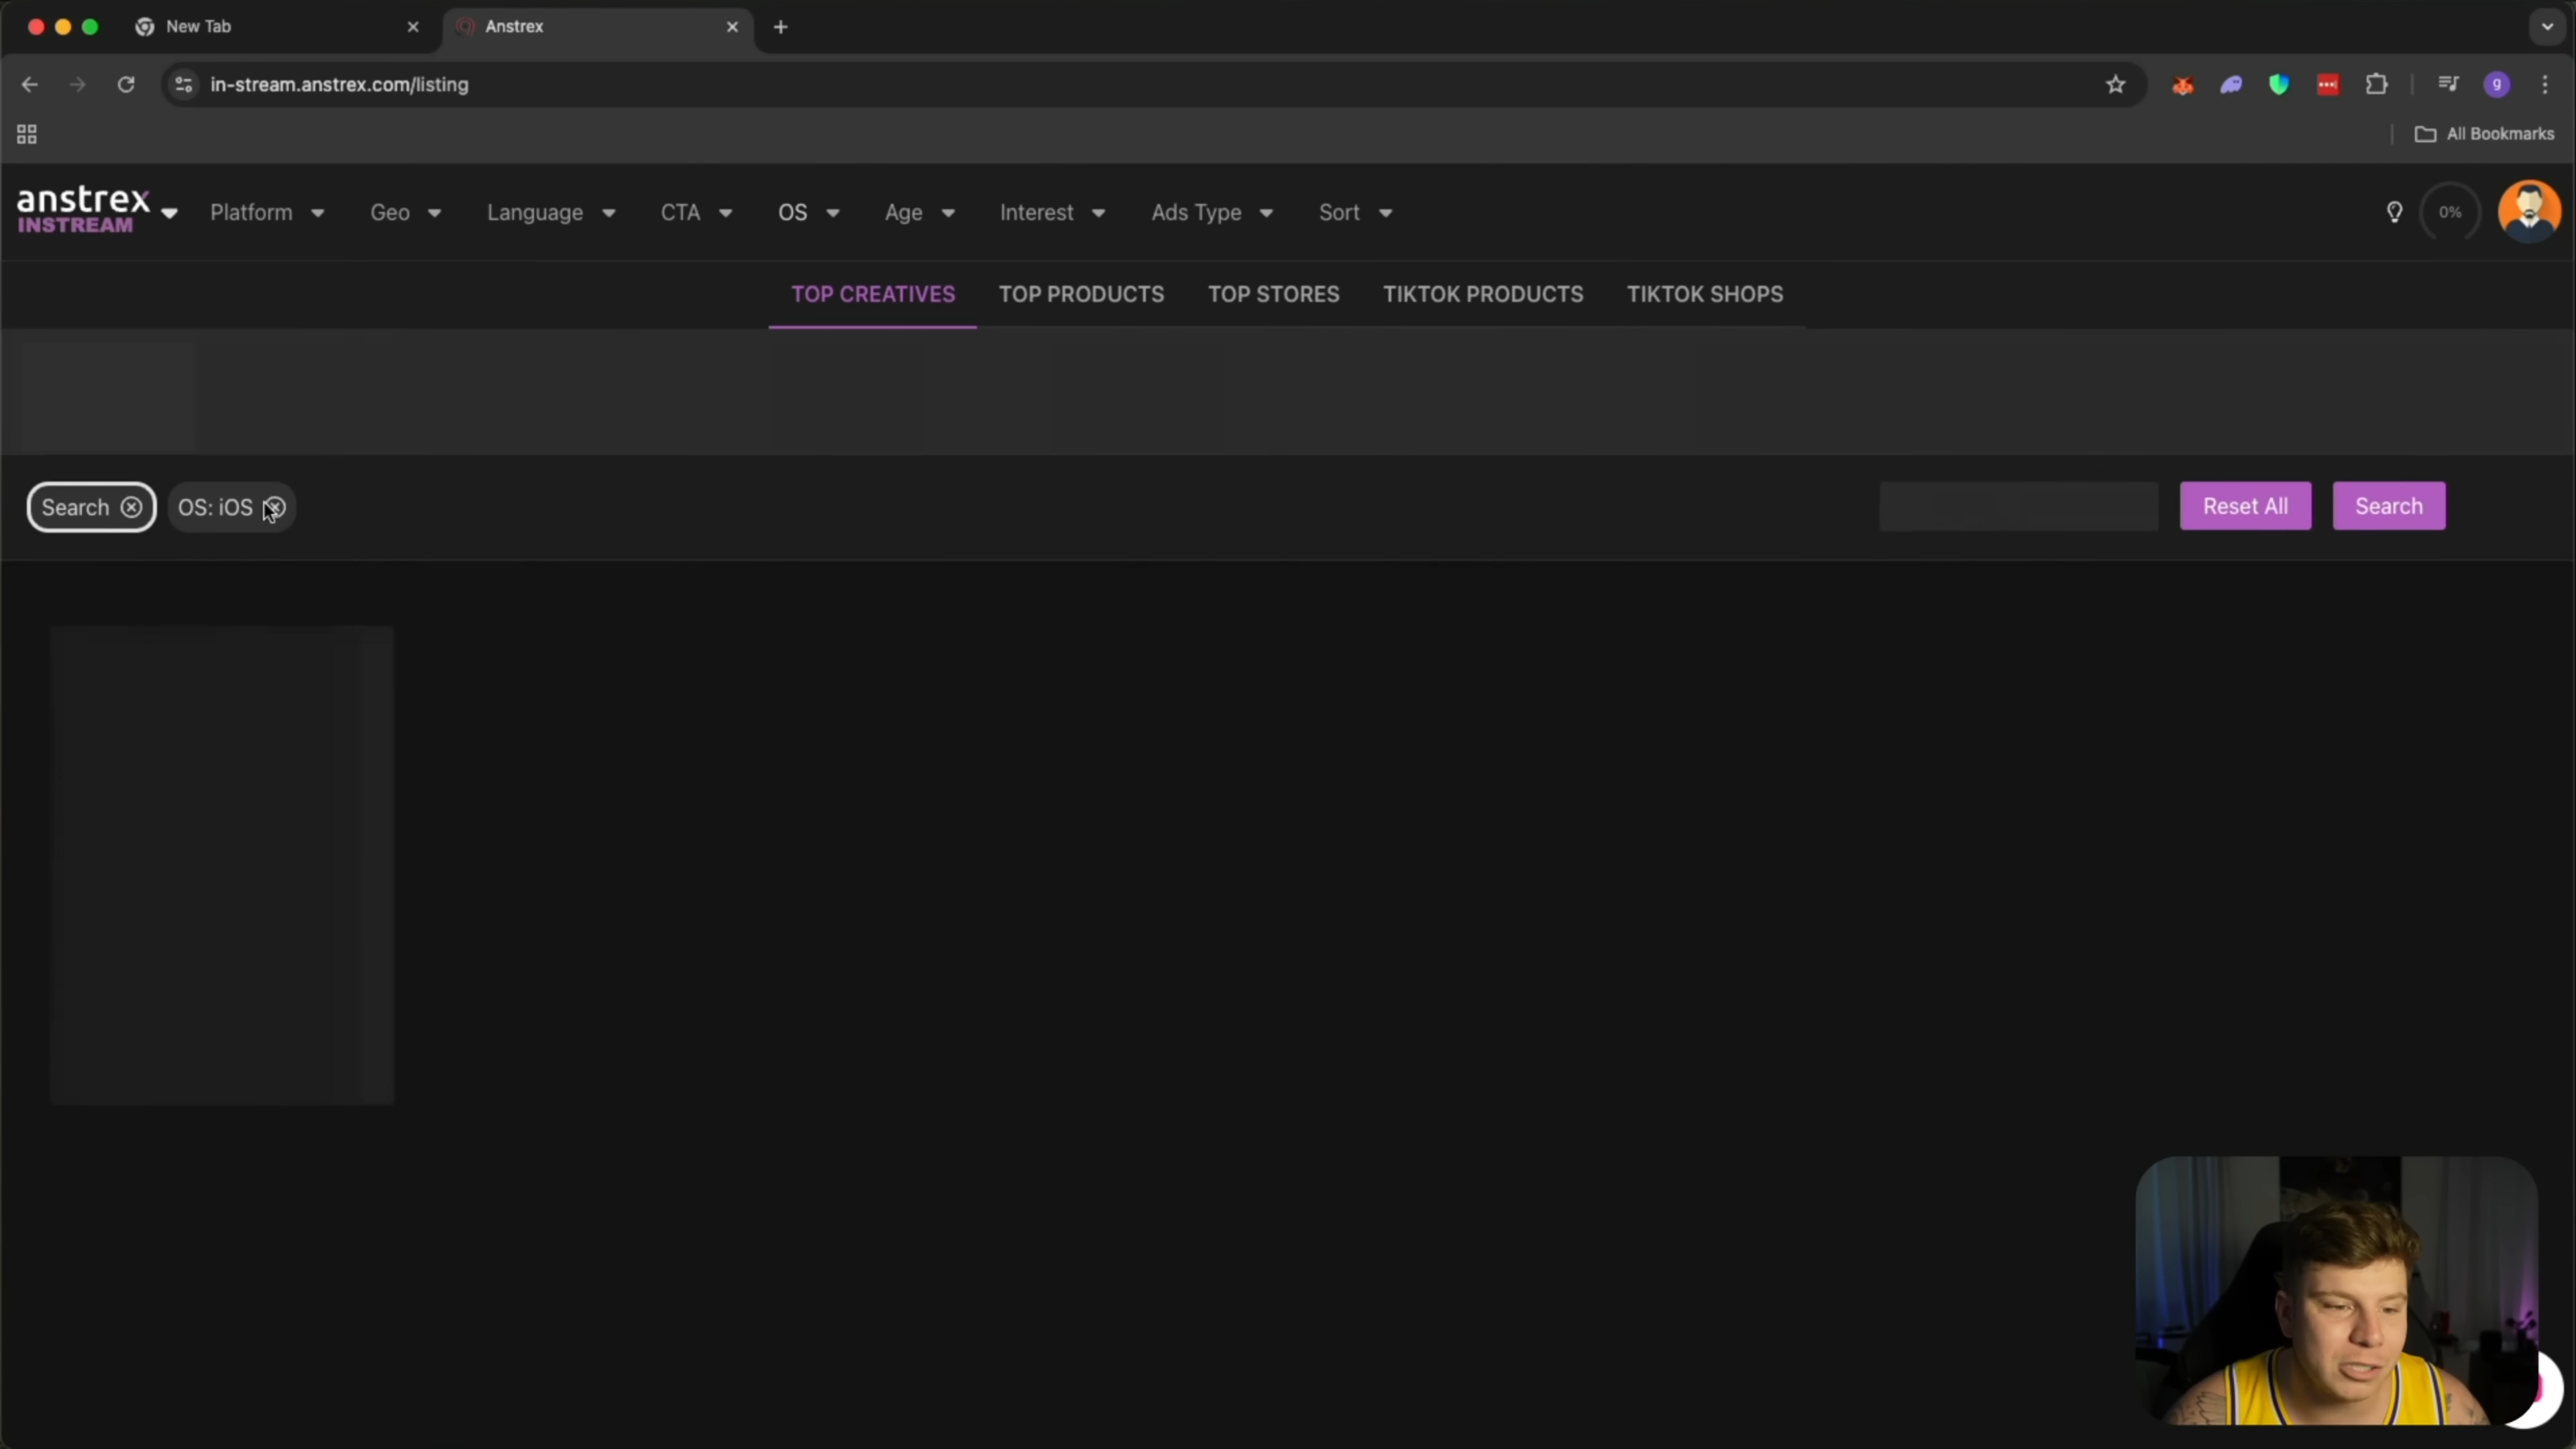 New Tab
Anstrex
in-stream.anstrex.com/listing
g
All Bookmarks
anstrex
INSTREAM
Platform
Geo
Language
CTA
OS
Age
Interest
Ads Type
Sort
0%
TOP CREATIVES
TOP PRODUCTS
TOP STORES
TIKTOK PRODUCTS
TIKTOK SHOPS
Search
OS: iOS
Reset All
Search